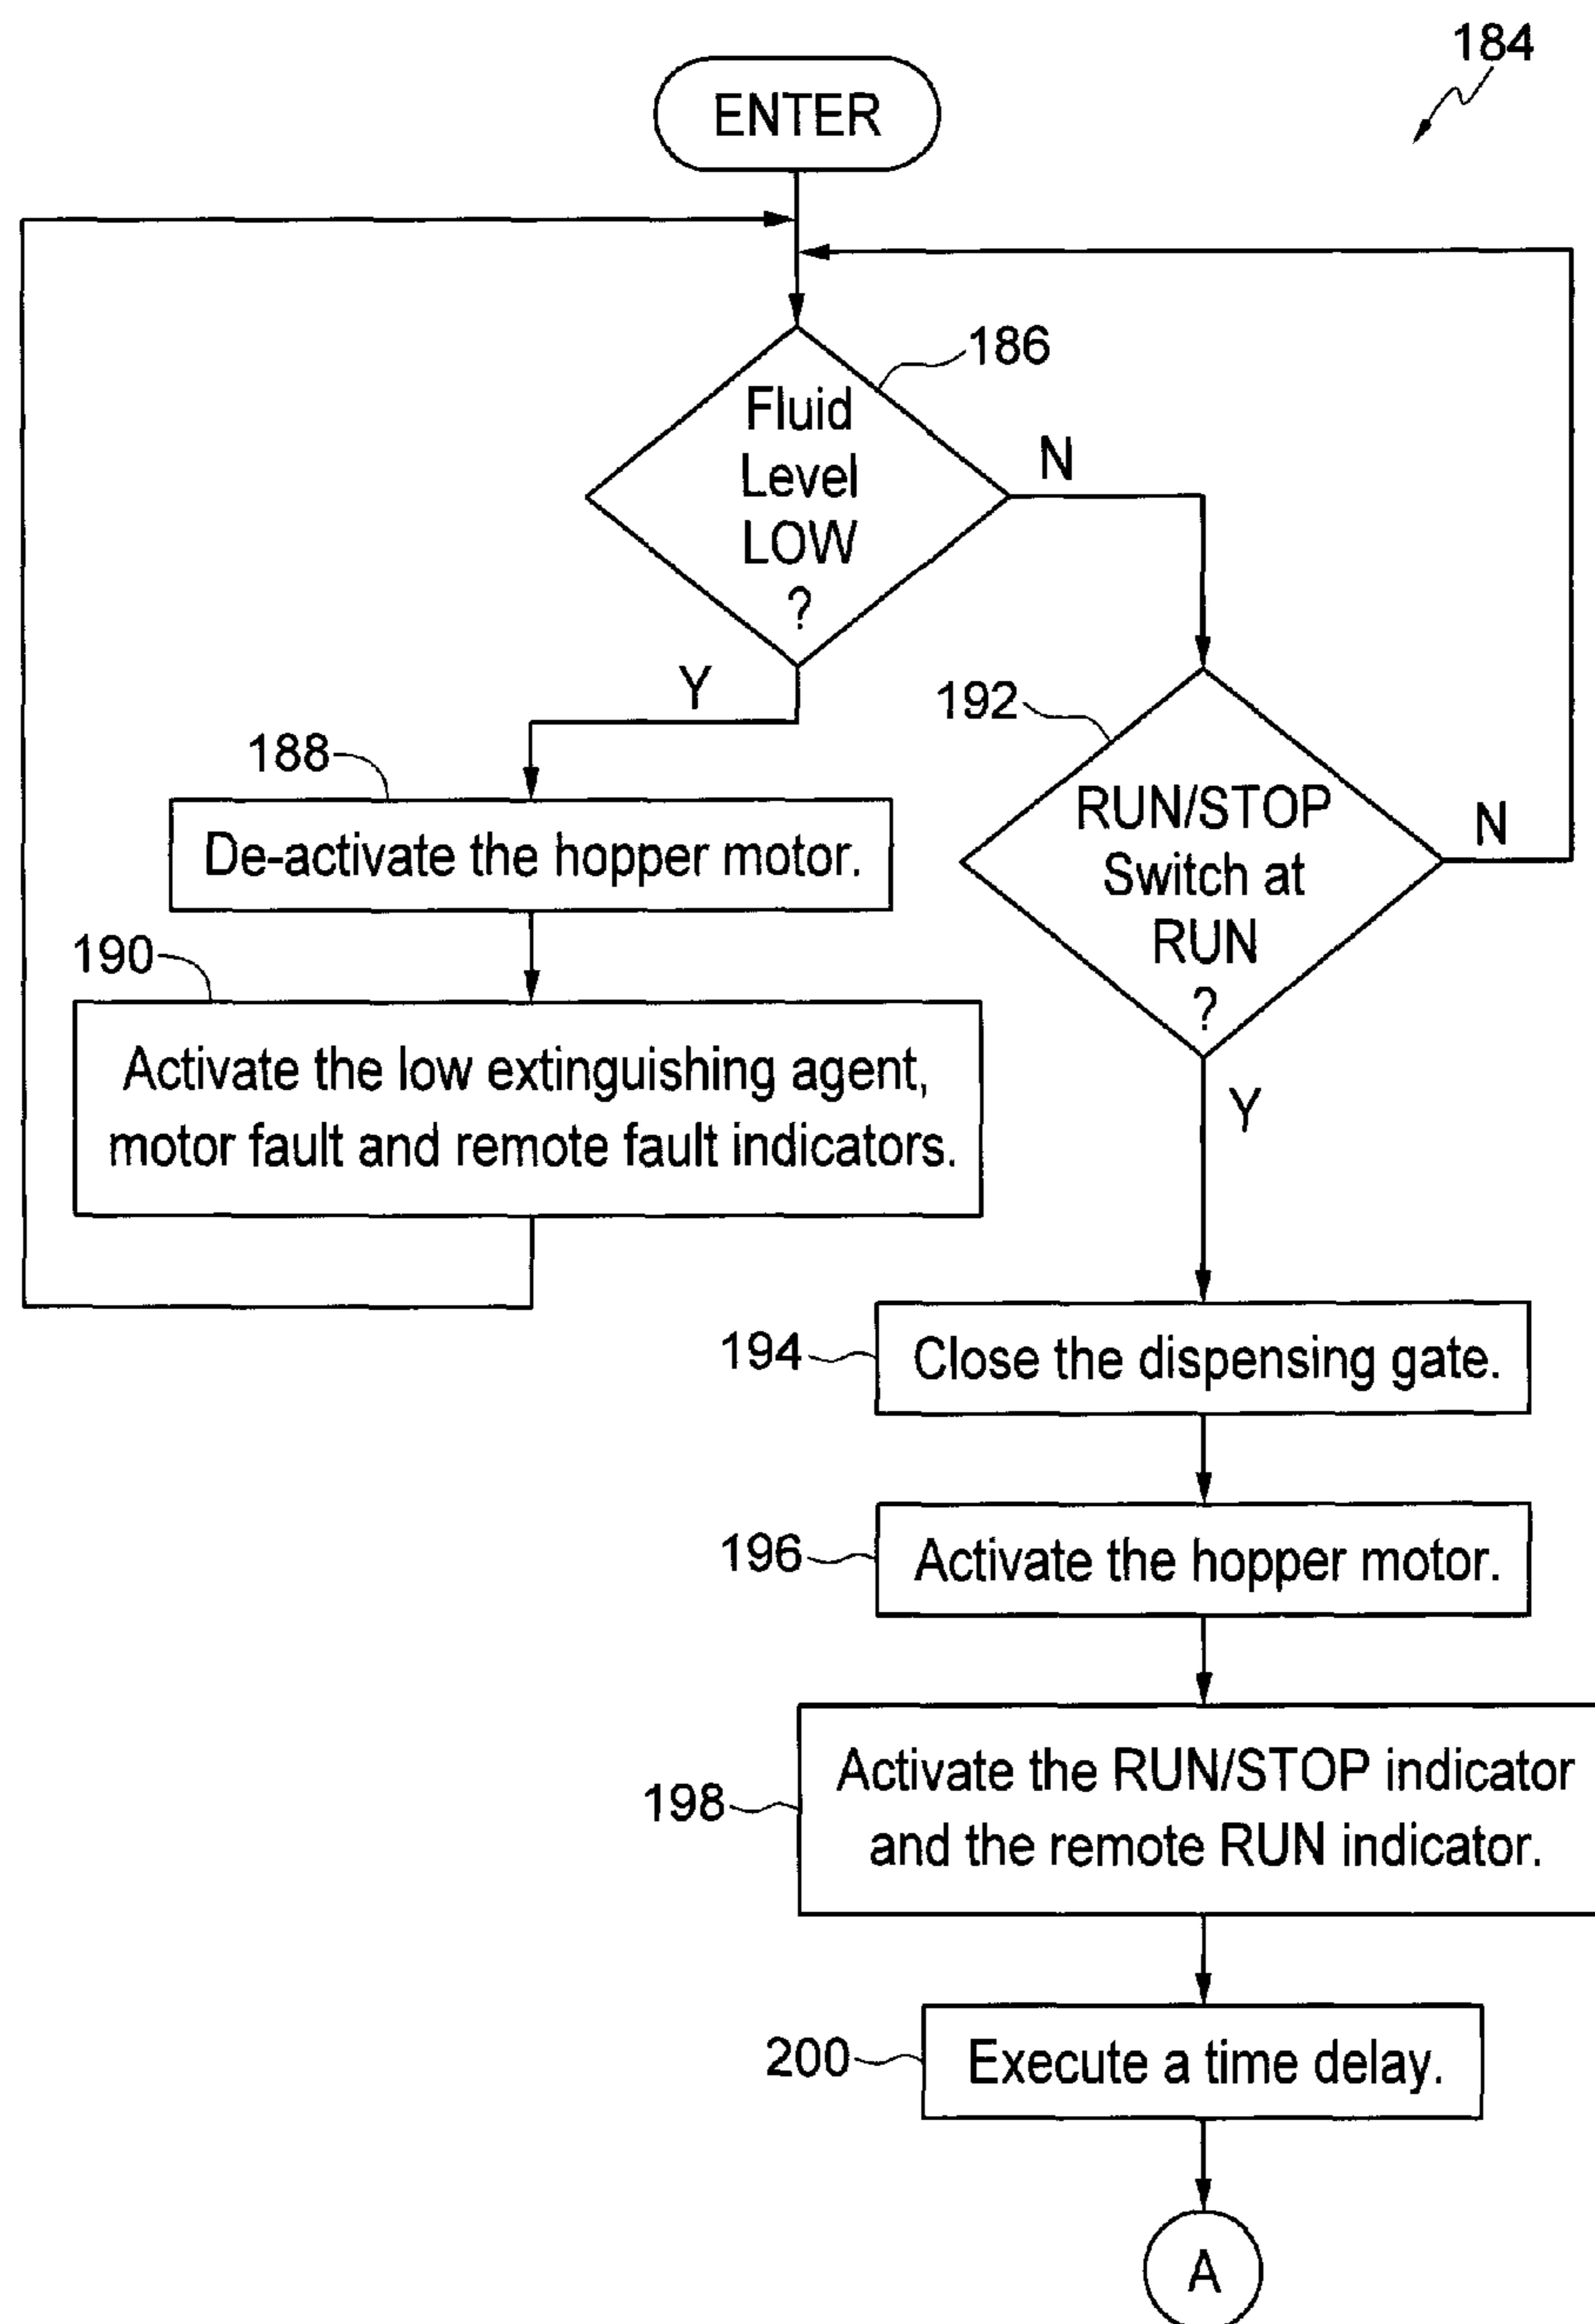 184
ENTER
186
Fluid
Level
LOW
?
N
Y
192
RUN/STOP
Switch at
RUN
?
N
Y
188
De-activate the hopper motor.
190
Activate the low extinguishing agent,
motor fault and remote fault indicators.
194
Close the dispensing gate.
196
Activate the hopper motor.
198
Activate the RUN/STOP indicator
and the remote RUN indicator.
200
Execute a time delay.
A